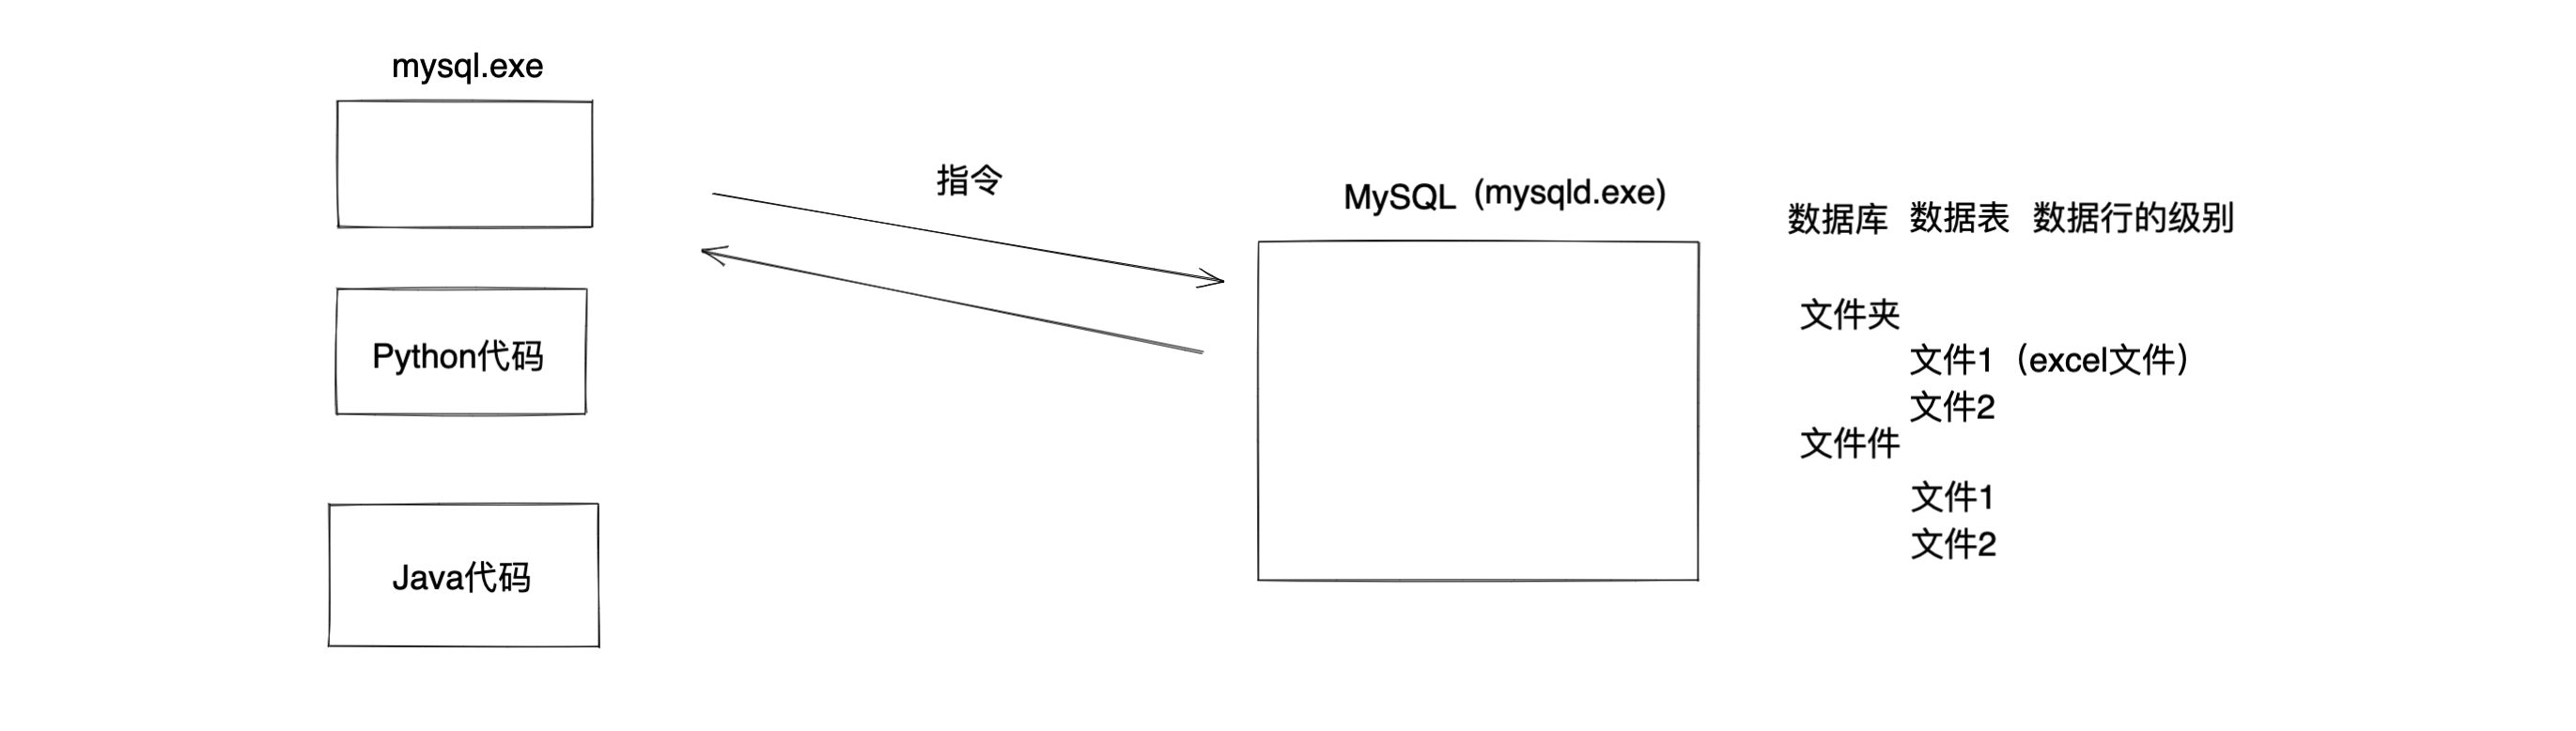 mysql.exe
指令
MySQL (mysqld.exe)
数据库 数据表 数据行的级别
文件夹
Python代码
文件1（excel文件）
文件2
文件件
文件1
文件2
Java代码